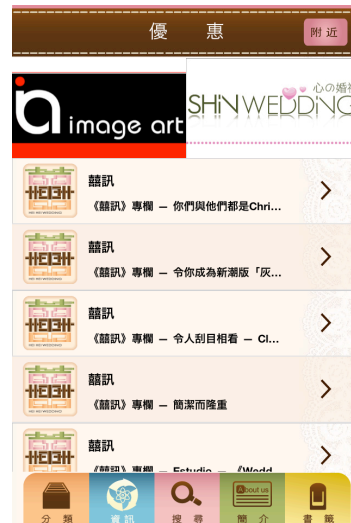 優 惠
附 近
image art
心の婚
SHiN WEDDiNG
囍訊
《囍訊》專欄 － 你們與他們都是Chri...
囍訊
《囍訊》專欄 － 令你成為新潮版「灰...
囍訊
《囍訊》專欄 － 令人刮目相看 － Cl...
囍訊
《囍訊》專欄 － 簡潔而隆重
囍訊
《囍訊》專欄 － Estudio － 《Wedd
About us
分 類
資 訊
搜 尋
簡 介
書 籤